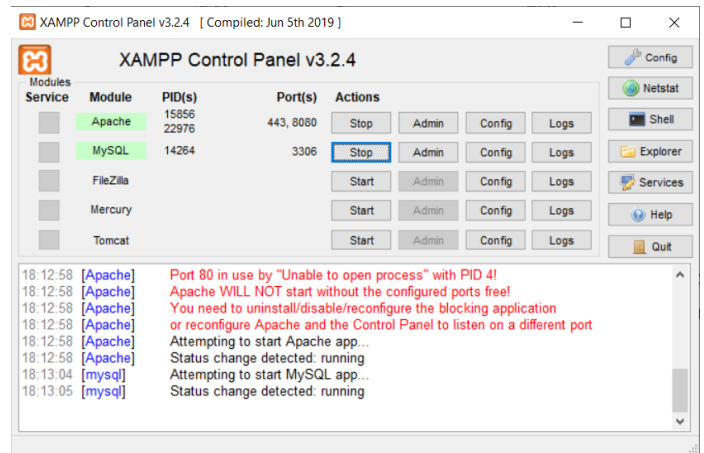 XAMPP Control Panel v3.2.4 [ Compiled: Jun 5th 2019 ]
XAMPP Control Panel v3.2.4
Config
Modules
Service Module PID(s) Port(s) Actions
Netstat
Apache 15856 22976 443, 8080 Stop Admin Config Logs
Shell
MySQL 14264 3306 Stop Admin Config Logs
Explorer
FileZilla Start Admin Config Logs
Services
Mercury Start Admin Config Logs
Help
Tomcat Start Admin Config Logs
Quit
18:12:58 [Apache] Port 80 in use by "Unable to open process" with PID 4!
18:12:58 [Apache] Apache WILL NOT start without the configured ports free!
18:12:58 [Apache] You need to uninstall/disable/reconfigure the blocking application
18:12:58 [Apache] or reconfigure Apache and the Control Panel to listen on a different port
18:12:58 [Apache] Attempting to start Apache app...
18:12:58 [Apache] Status change detected: running
18:13:04 [mysql] Attempting to start MySQL app...
18:13:05 [mysql] Status change detected: running